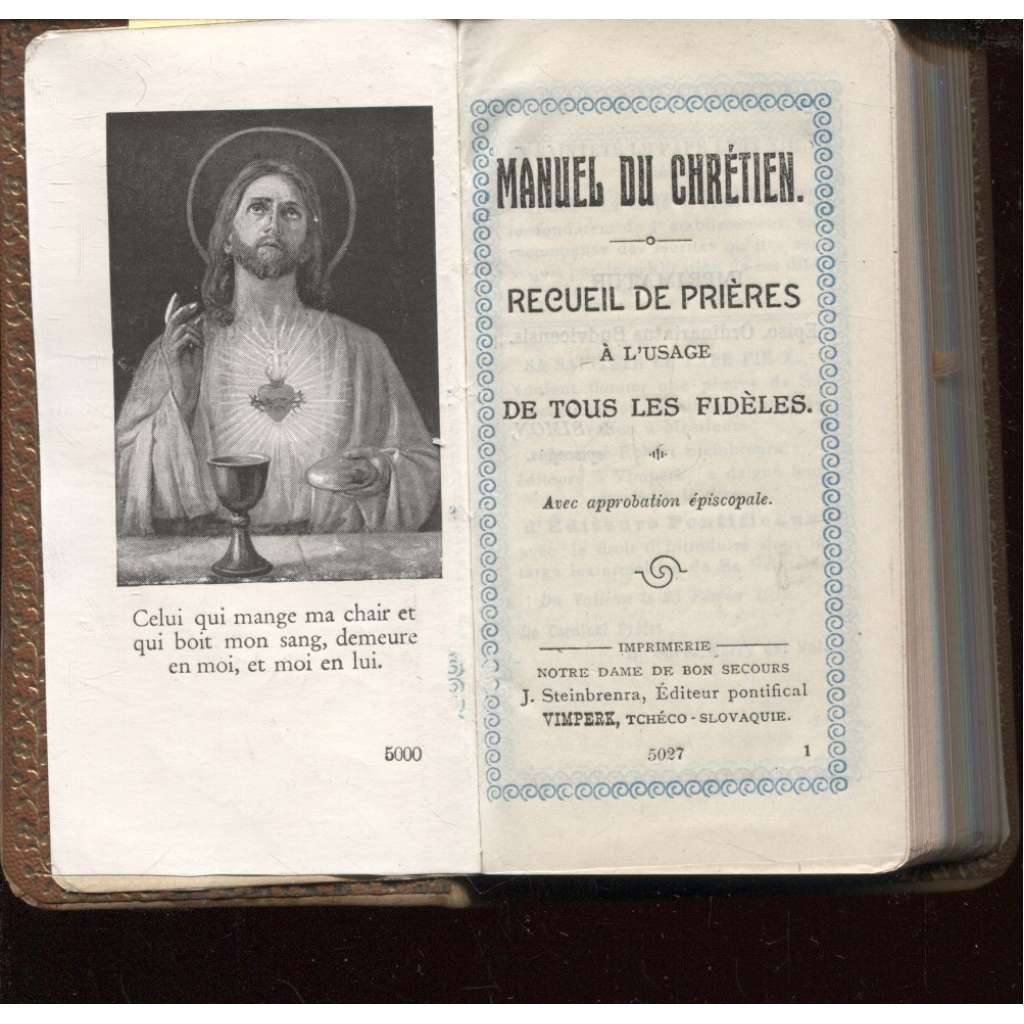 Celui qui mange ma chair et
qui boit mon sang, demeure
en moi, et moi en lui.
5000
MANUEL DU CHRÉTIEN.
RECUEIL DE PRIÈRES
À L'USAGE
DE TOUS LES FIDÈLES.
Avec approbation épiscopale.
IMPRIMERIE
NOTRE DAME DE BON SECOURS
J. Steinbrenra, Éditeur pontifical
VIMPERK, TCHÉCO-SLOVAQUIE.
5027 1